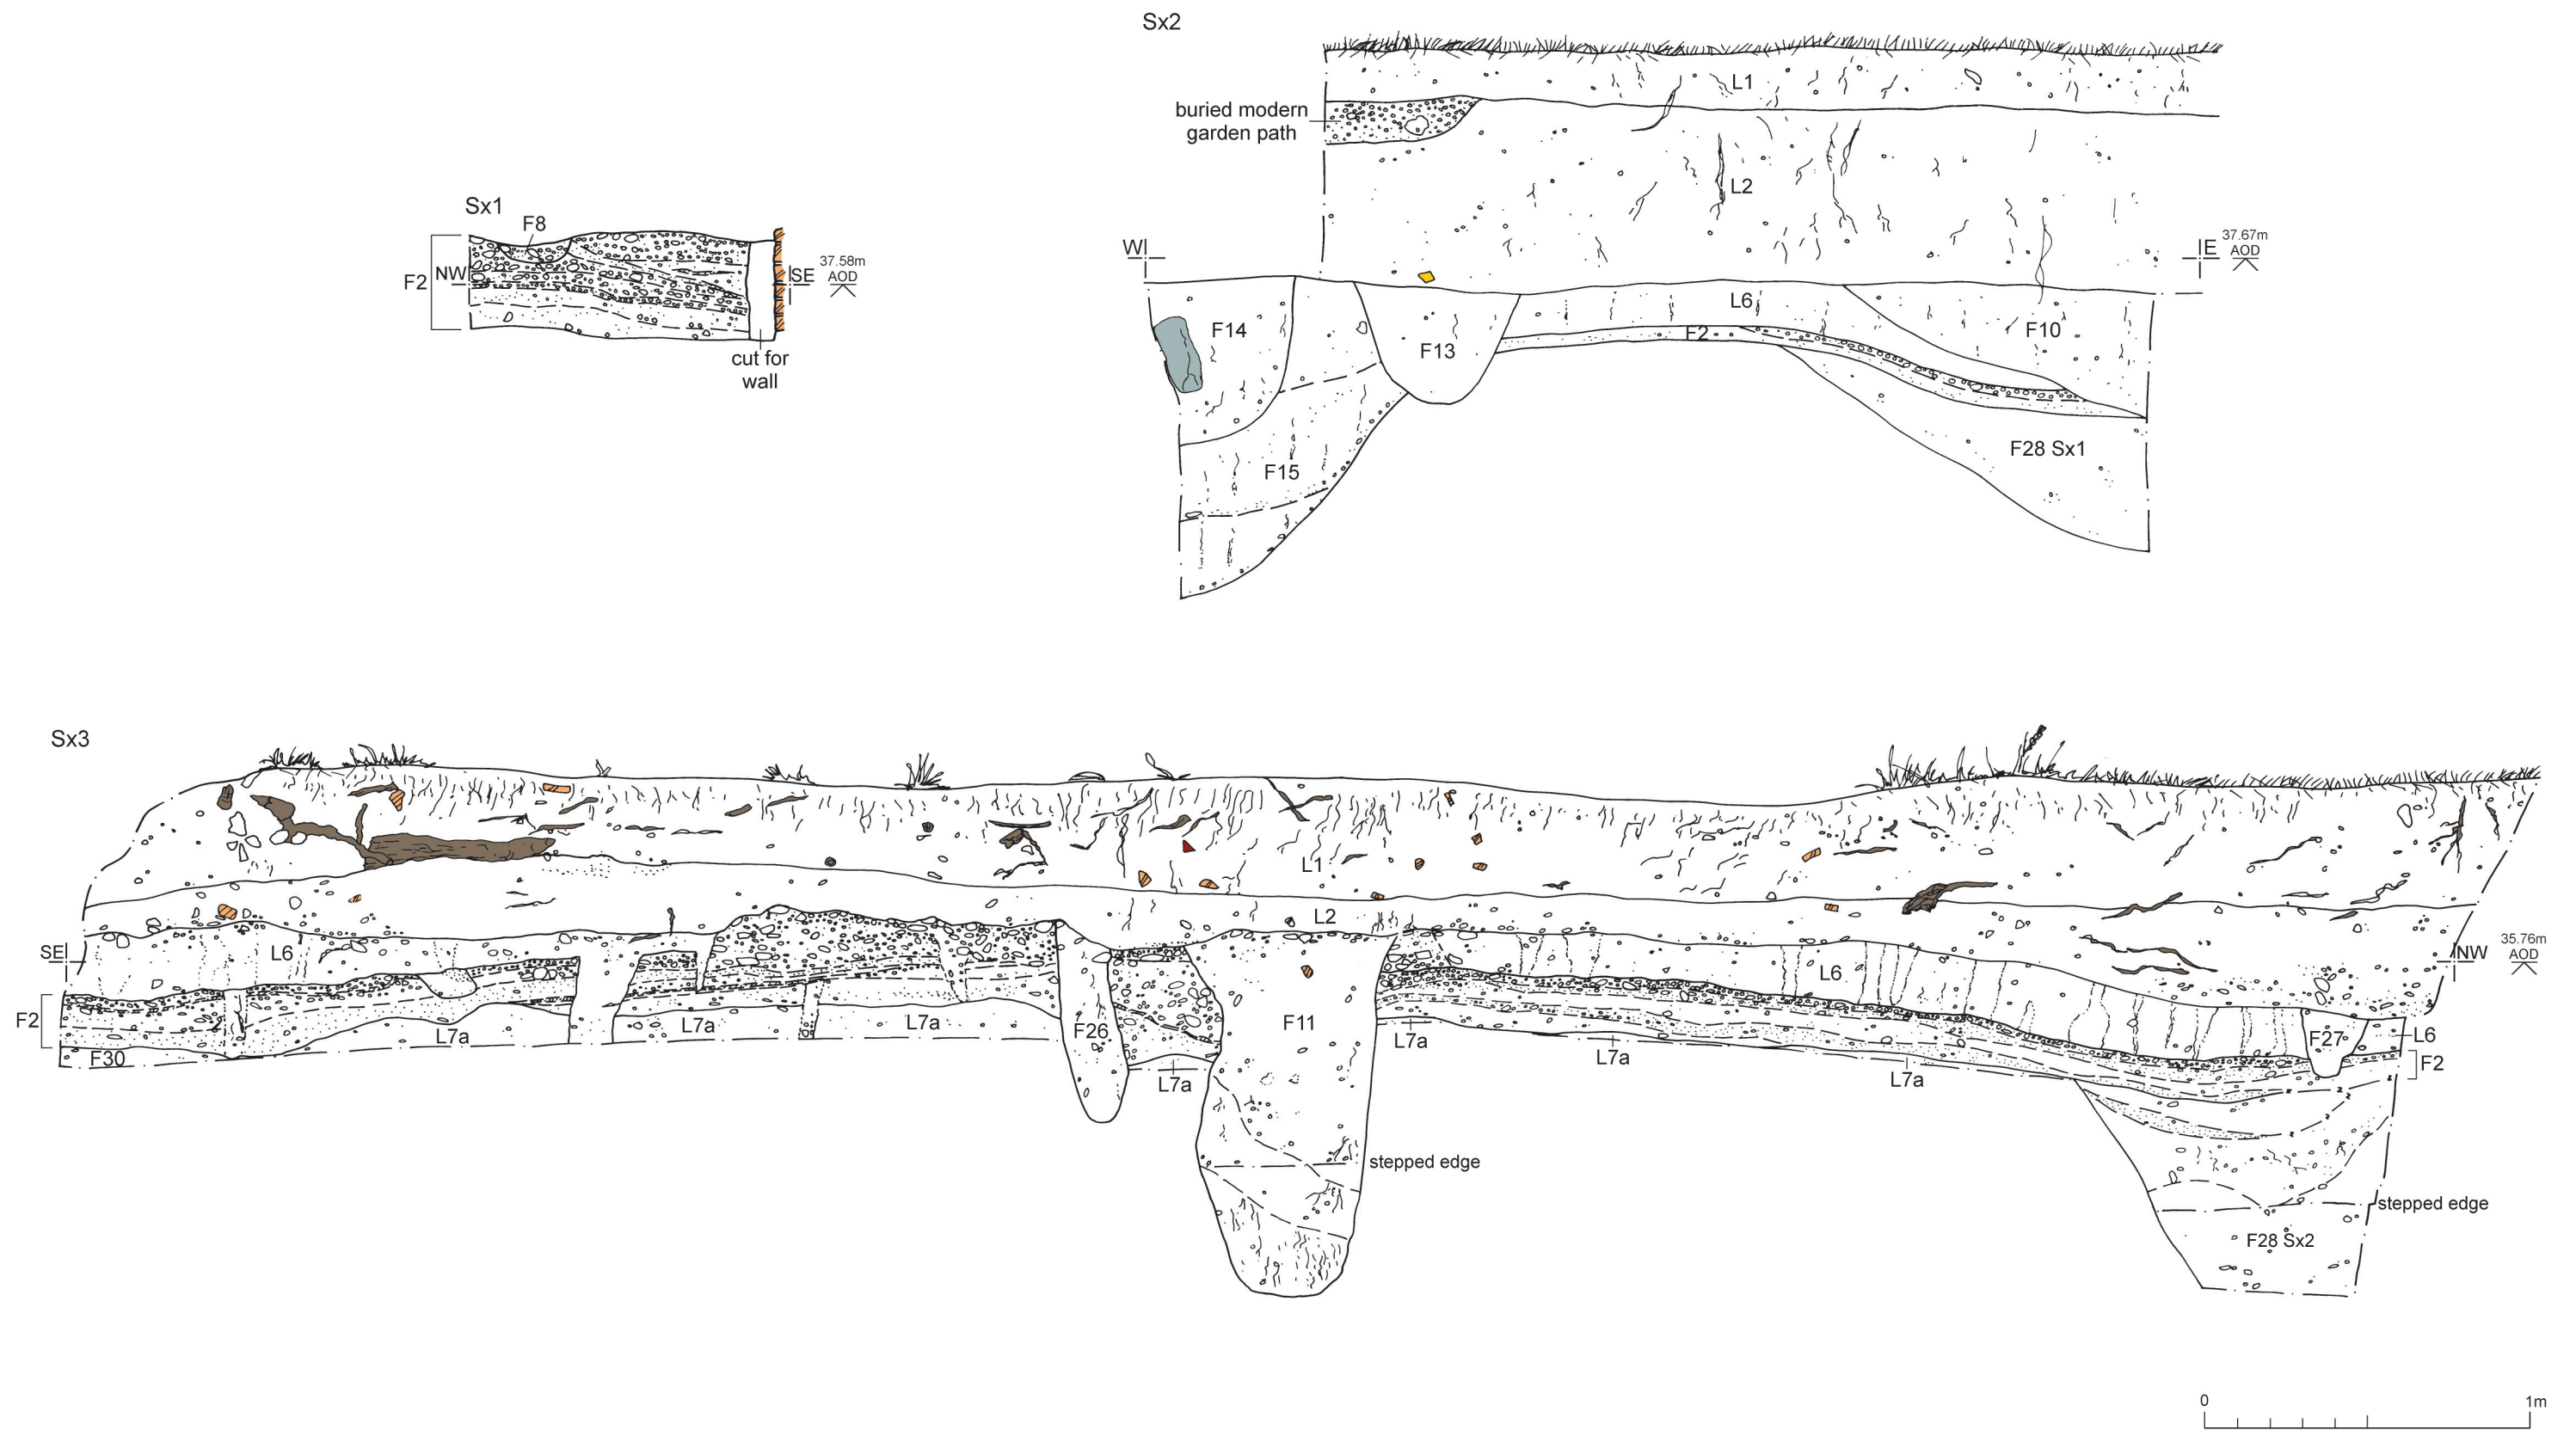 Sx1
F8
F2
NW
SE
37.58m
AOD
cut for
wall
Sx2
L1
buried modern
garden path
L2
W
E
37.67m
AOD
F14
F13
L6
F2
F10
F15
F28 Sx1
Sx3
L1
L2
SE
L6
L6
NW
35.76m
AOD
F2
F30
L7a
L7a
L7a
F26
L7a
F11
L7a
L7a
L7a
F27
L6
F2
stepped edge
stepped edge
F28 Sx2
0
1m